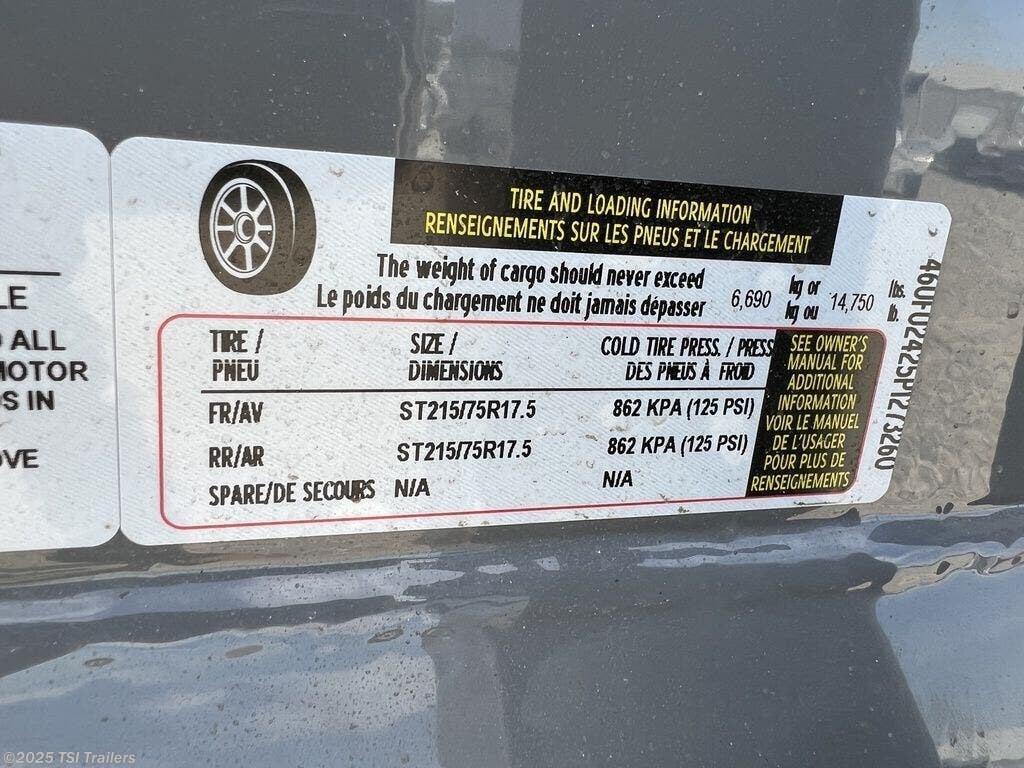 LE
ALL
MOTOR
S IN
OVE
TIRE AND LOADING INFORMATION
RENSEIGNEMENTS SUR LES PNEUS ET LE CHARGEMENT
The weight of cargo should never exceed
Le poids du chargement ne doit jamais dépasser
6,690 kg or 14,750 lbs.
kg ou lb.
TIRE / SIZE / COLD TIRE PRESS. / PRESS
PNEU DIMENSIONS DES PNEUS À FROID
FR/AV ST215/75R17.5 862 KPA (125 PSI)
RR/AR ST215/75R17.5 862 KPA (125 PSI)
SPARE/DE SECOURS N/A N/A
SEE OWNER'S
MANUAL FOR
ADDITIONAL
INFORMATION
VOIR LE MANUEL
DE L'USAGER
POUR PLUS DE
RENSEIGNEMENTS
46UFU2425P1273260
©2025 TSI Trailers